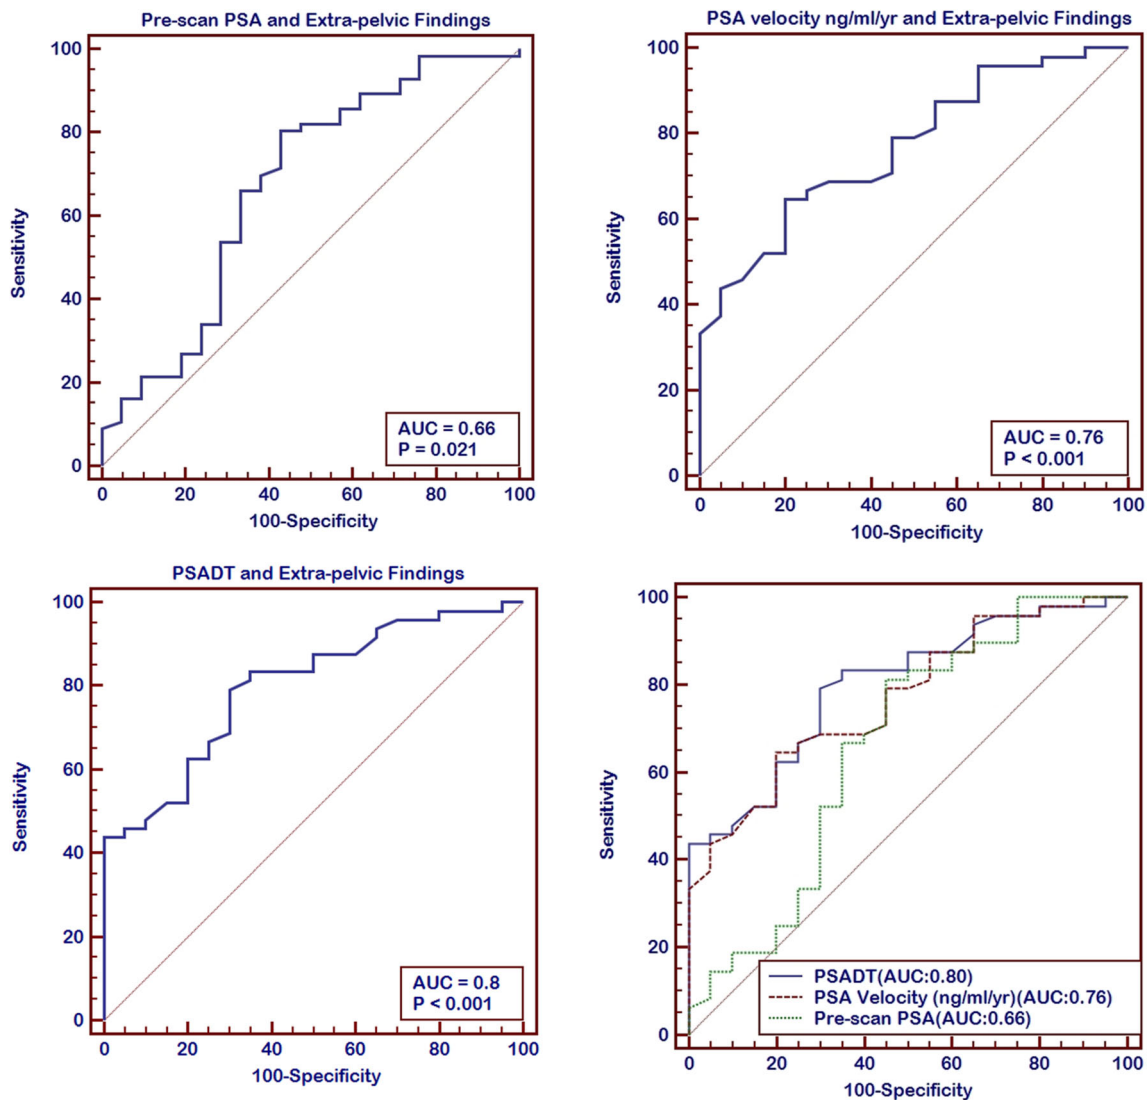 Pre-scan PSA and Extra-pelvic Findings
100
80
60
40
20
0
Sensitivity
AUC = 0.66
P = 0.021
0 20 40 60 80 100
100-Specificity
PSA velocity ng/ml/yr and Extra-pelvic Findings
100
80
60
40
20
0
Sensitivity
AUC = 0.76
P < 0.001
0 20 40 60 80 100
100-Specificity
PSADT and Extra-pelvic Findings
100
80
60
40
20
0
Sensitivity
AUC = 0.8
P < 0.001
0 20 40 60 80 100
100-Specificity
100
80
60
40
20
0
Sensitivity
PSADT(AUC:0.80)
PSA Velocity (ng/ml/yr)(AUC:0.76)
Pre-scan PSA(AUC:0.66)
0 20 40 60 80 100
100-Specificity